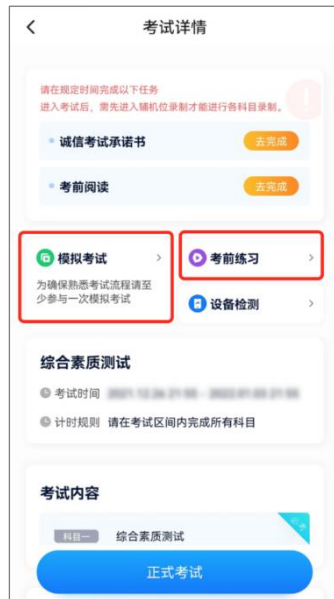 考试详情
请在规定时间完成以下任务
进入考试后，需先进入辅机位录制才能进行各科目录制。
诚信考试承诺书
去完成
考前阅读
去完成
模拟考试
为确保熟悉考试流程请至
少参与一次模拟考试
考前练习
设备检测
综合素质测试
考试时间
计时规则 请在考试区间内完成所有科目
考试内容
科目一 综合素质测试
正式考试